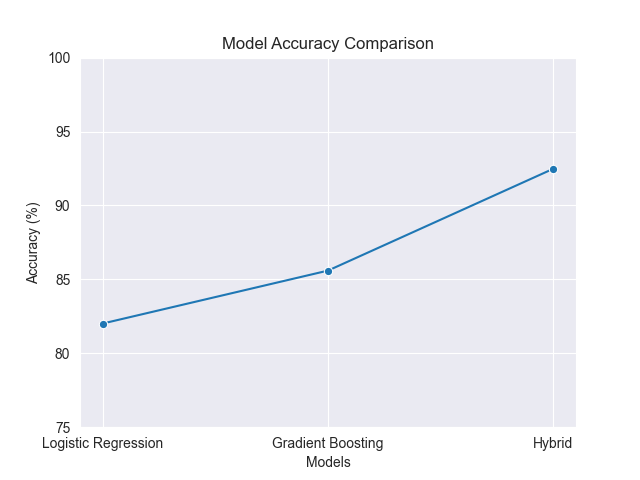 Model Accuracy Comparison
100
95
90
85
80
75
Accuracy (%)
Logistic Regression
Gradient Boosting
Hybrid
Models